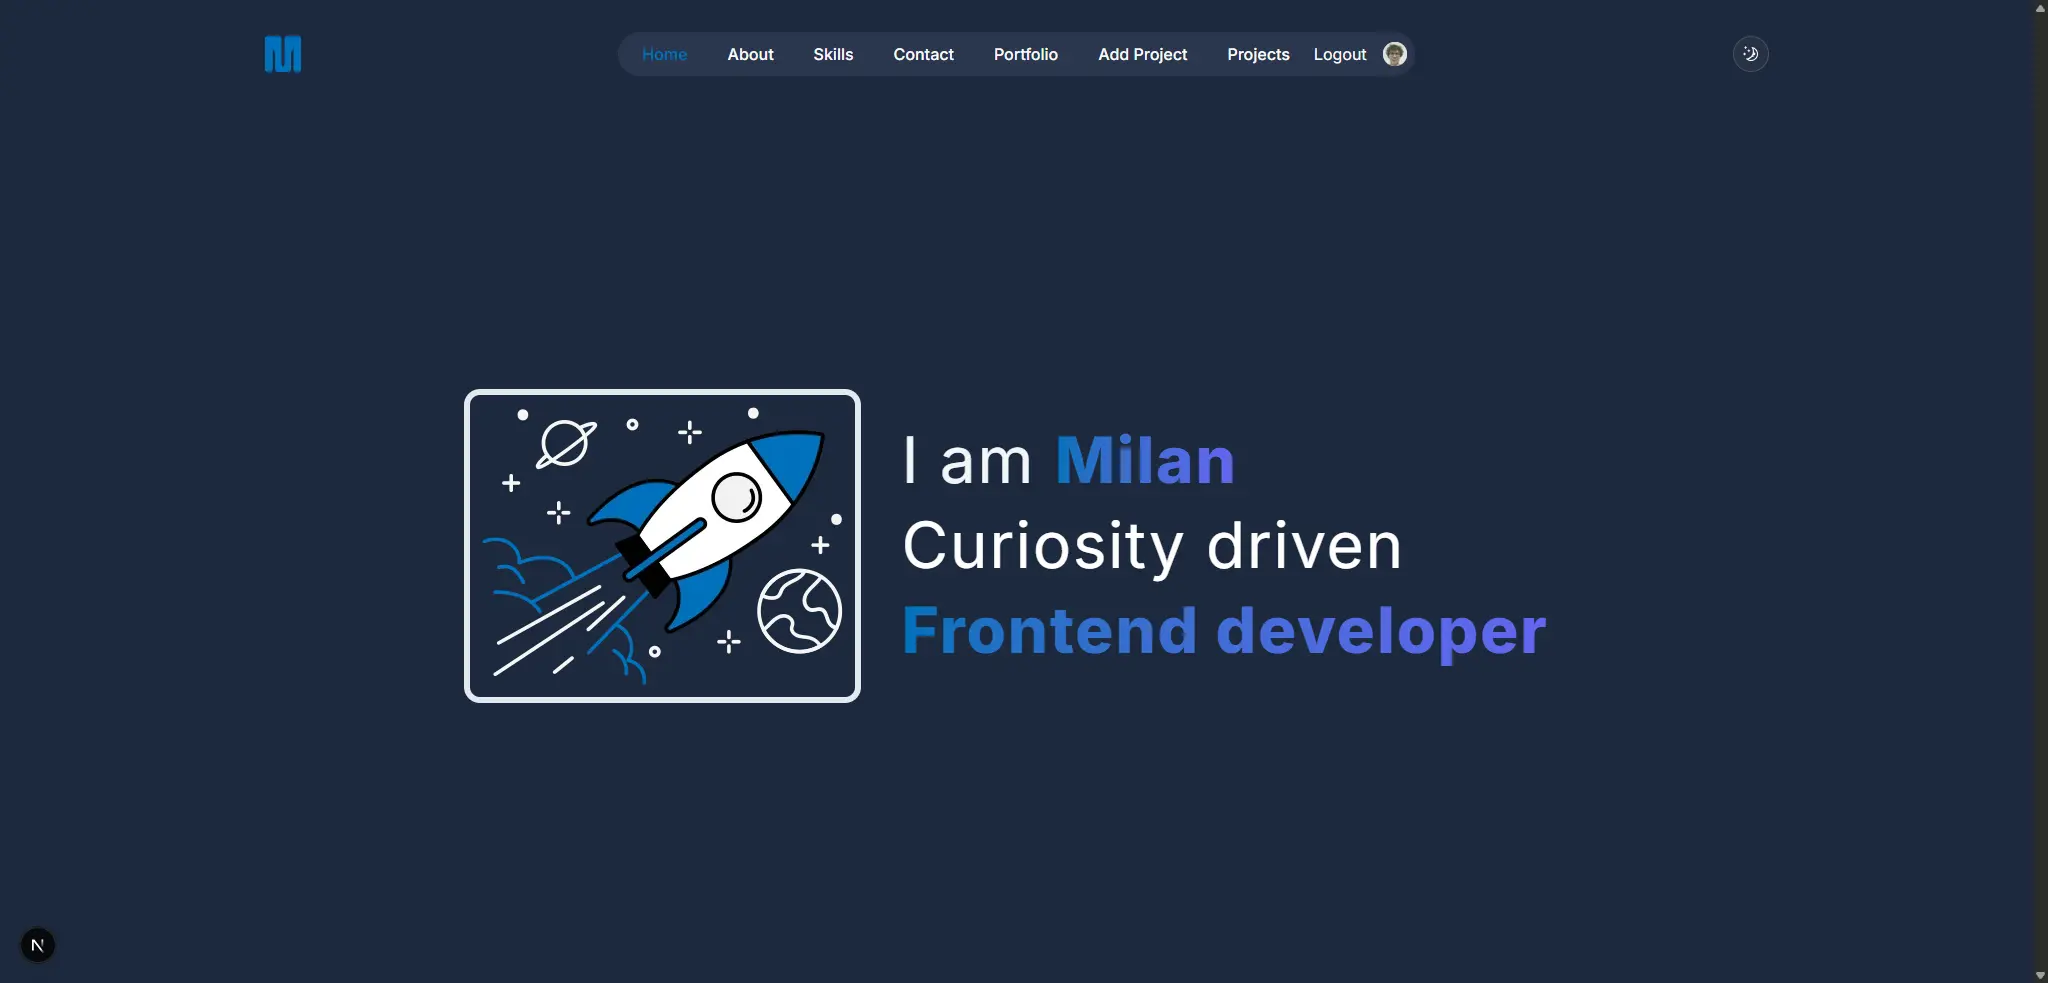 M
Home About Skills Contact Portfolio Add Project Projects Logout
I am Milan
Curiosity driven
Frontend developer
N